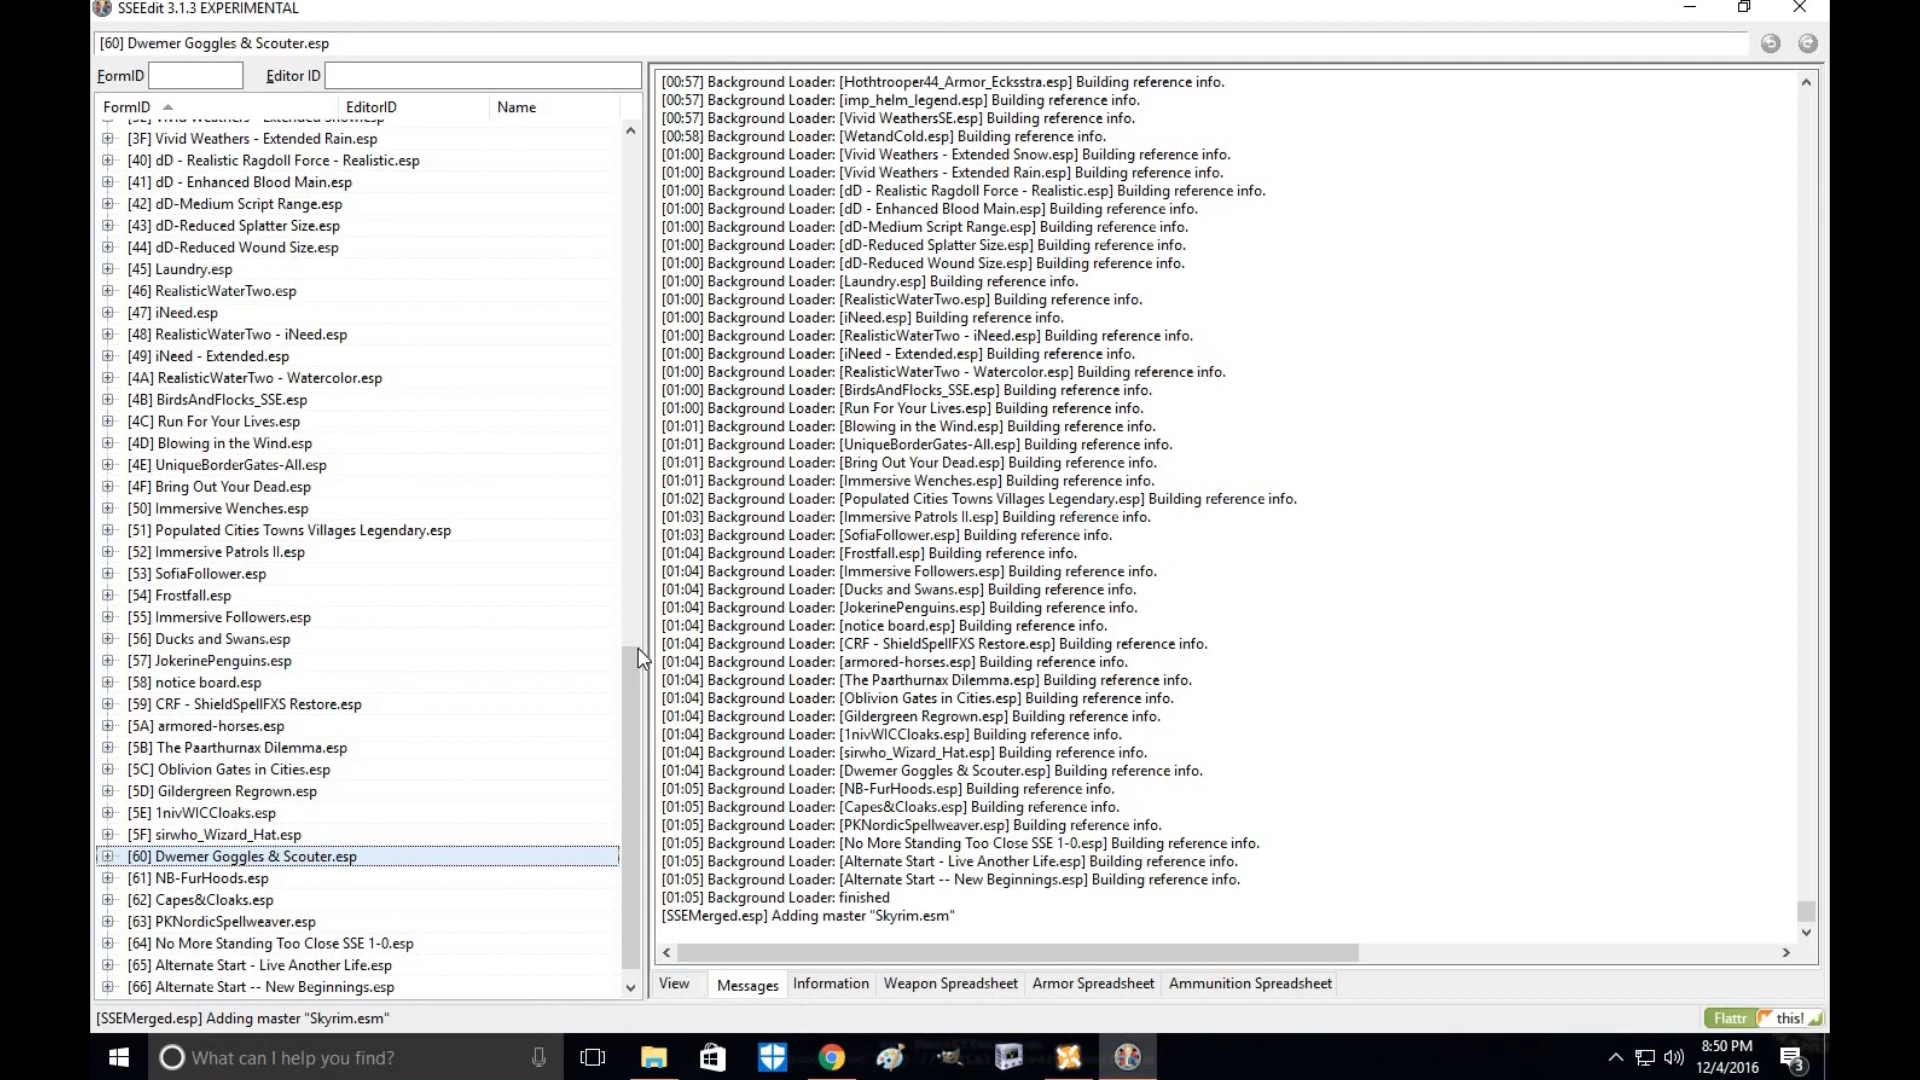 SSEEdit 3.1.3 EXPERIMENTAL
[60] Dwemer Goggles & Scouter.esp
FormID
Editor ID
FormID
EditorID
Name
[3F] Vivid Weathers - Extended Rain.esp
[40] dD - Realistic Ragdoll Force - Realistic.esp
[41] dD - Enhanced Blood Main.esp
[42] dD-Medium Script Range.esp
[43] dD-Reduced Splatter Size.esp
[44] dD-Reduced Wound Size.esp
[45] Laundry.esp
[46] RealisticWaterTwo.esp
[47] iNeed.esp
[48] RealisticWaterTwo - iNeed.esp
[49] iNeed - Extended.esp
[4A] RealisticWaterTwo - Watercolor.esp
[4B] BirdsAndFlocks_SSE.esp
[4C] Run For Your Lives.esp
[4D] Blowing in the Wind.esp
[4E] UniqueBorderGates-All.esp
[4F] Bring Out Your Dead.esp
[50] Immersive Wenches.esp
[51] Populated Cities Towns Villages Legendary.esp
[52] Immersive Patrols II.esp
[53] SofiaFollower.esp
[54] Frostfall.esp
[55] Immersive Followers.esp
[56] Ducks and Swans.esp
[57] JokerinePenguins.esp
[58] notice board.esp
[59] CRF - ShieldSpellFXS Restore.esp
[5A] armored-horses.esp
[5B] The Paarthurnax Dilemma.esp
[5C] Oblivion Gates in Cities.esp
[5D] Gildergreen Regrown.esp
[5E] 1nivWICCloaks.esp
[5F] sirwho_Wizard_Hat.esp
[60] Dwemer Goggles & Scouter.esp
[61] NB-FurHoods.esp
[62] Capes&Cloaks.esp
[63] PKNordicSpellweaver.esp
[64] No More Standing Too Close SSE 1-0.esp
[65] Alternate Start - Live Another Life.esp
[66] Alternate Start -- New Beginnings.esp
[00:57] Background Loader: [Hothtrooper44_Armor_Ecksstra.esp] Building reference info.
[00:57] Background Loader: [imp_helm_legend.esp] Building reference info.
[00:57] Background Loader: [Vivid WeathersSE.esp] Building reference info.
[00:58] Background Loader: [WetandCold.esp] Building reference info.
[01:00] Background Loader: [Vivid Weathers - Extended Snow.esp] Building reference info.
[01:00] Background Loader: [Vivid Weathers - Extended Rain.esp] Building reference info.
[01:00] Background Loader: [dD - Realistic Ragdoll Force - Realistic.esp] Building reference info.
[01:00] Background Loader: [dD - Enhanced Blood Main.esp] Building reference info.
[01:00] Background Loader: [dD-Medium Script Range.esp] Building reference info.
[01:00] Background Loader: [dD-Reduced Splatter Size.esp] Building reference info.
[01:00] Background Loader: [dD-Reduced Wound Size.esp] Building reference info.
[01:00] Background Loader: [Laundry.esp] Building reference info.
[01:00] Background Loader: [RealisticWaterTwo.esp] Building reference info.
[01:00] Background Loader: [iNeed.esp] Building reference info.
[01:00] Background Loader: [RealisticWaterTwo - iNeed.esp] Building reference info.
[01:00] Background Loader: [iNeed - Extended.esp] Building reference info.
[01:00] Background Loader: [RealisticWaterTwo - Watercolor.esp] Building reference info.
[01:00] Background Loader: [BirdsAndFlocks_SSE.esp] Building reference info.
[01:00] Background Loader: [Run For Your Lives.esp] Building reference info.
[01:01] Background Loader: [Blowing in the Wind.esp] Building reference info.
[01:01] Background Loader: [UniqueBorderGates-All.esp] Building reference info.
[01:01] Background Loader: [Bring Out Your Dead.esp] Building reference info.
[01:01] Background Loader: [Immersive Wenches.esp] Building reference info.
[01:02] Background Loader: [Populated Cities Towns Villages Legendary.esp] Building reference info.
[01:03] Background Loader: [Immersive Patrols II.esp] Building reference info.
[01:03] Background Loader: [SofiaFollower.esp] Building reference info.
[01:04] Background Loader: [Frostfall.esp] Building reference info.
[01:04] Background Loader: [Immersive Followers.esp] Building reference info.
[01:04] Background Loader: [Ducks and Swans.esp] Building reference info.
[01:04] Background Loader: [JokerinePenguins.esp] Building reference info.
[01:04] Background Loader: [notice board.esp] Building reference info.
[01:04] Background Loader: [CRF - ShieldSpellFXS Restore.esp] Building reference info.
[01:04] Background Loader: [armored-horses.esp] Building reference info.
[01:04] Background Loader: [The Paarthurnax Dilemma.esp] Building reference info.
[01:04] Background Loader: [Oblivion Gates in Cities.esp] Building reference info.
[01:04] Background Loader: [Gildergreen Regrown.esp] Building reference info.
[01:04] Background Loader: [1nivWICCloaks.esp] Building reference info.
[01:04] Background Loader: [sirwho_Wizard_Hat.esp] Building reference info.
[01:04] Background Loader: [Dwemer Goggles & Scouter.esp] Building reference info.
[01:05] Background Loader: [NB-FurHoods.esp] Building reference info.
[01:05] Background Loader: [Capes&Cloaks.esp] Building reference info.
[01:05] Background Loader: [PKNordicSpellweaver.esp] Building reference info.
[01:05] Background Loader: [No More Standing Too Close SSE 1-0.esp] Building reference info.
[01:05] Background Loader: [Alternate Start - Live Another Life.esp] Building reference info.
[01:05] Background Loader: [Alternate Start -- New Beginnings.esp] Building reference info.
[01:05] Background Loader: finished
[SSEMerged.esp] Adding master "Skyrim.esm"
View
Messages
Information
Weapon Spreadsheet
Armor Spreadsheet
Ammunition Spreadsheet
[SSEMerged.esp] Adding master "Skyrim.esm"
Flattr this!
What can I help you find?
8:50 PM
12/4/2016
3